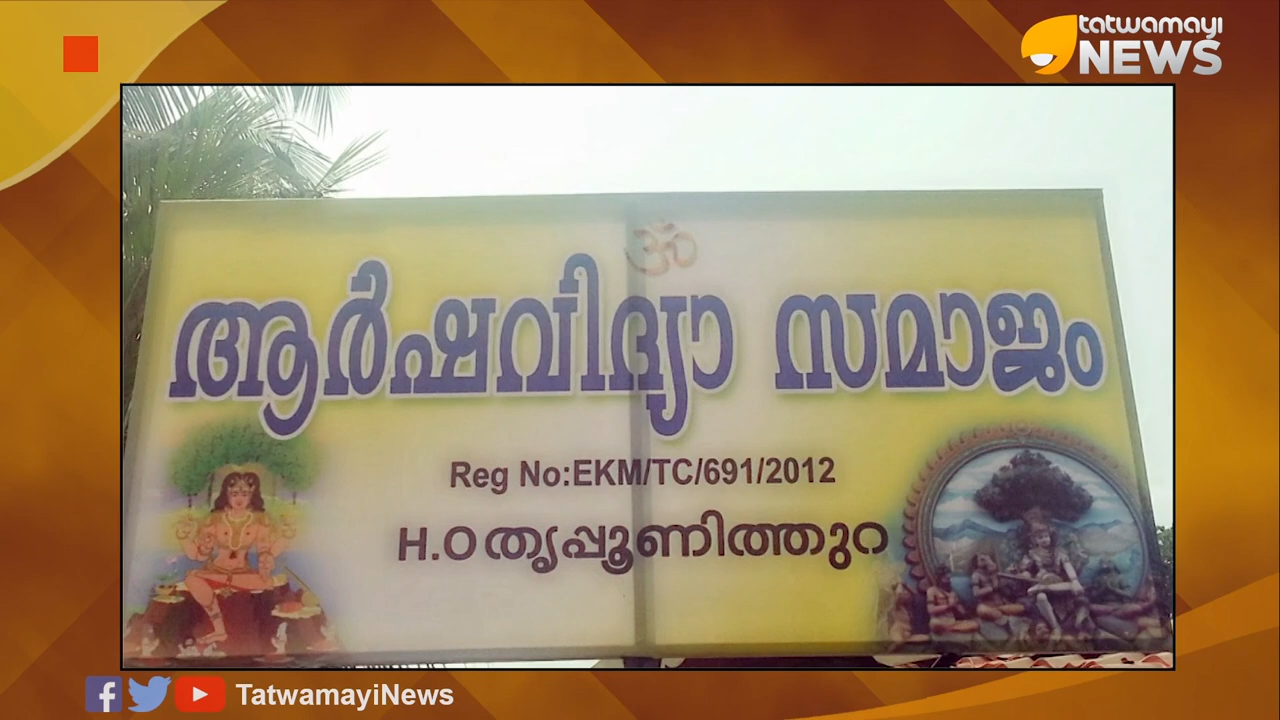 tatwamayi
NEWS
ॐ
ആർഷവിദ്യാ സമാജം
Reg No:EKM/TC/691/2012
H.O തൃപ്പൂണിത്തുറ
TatwamayiNews